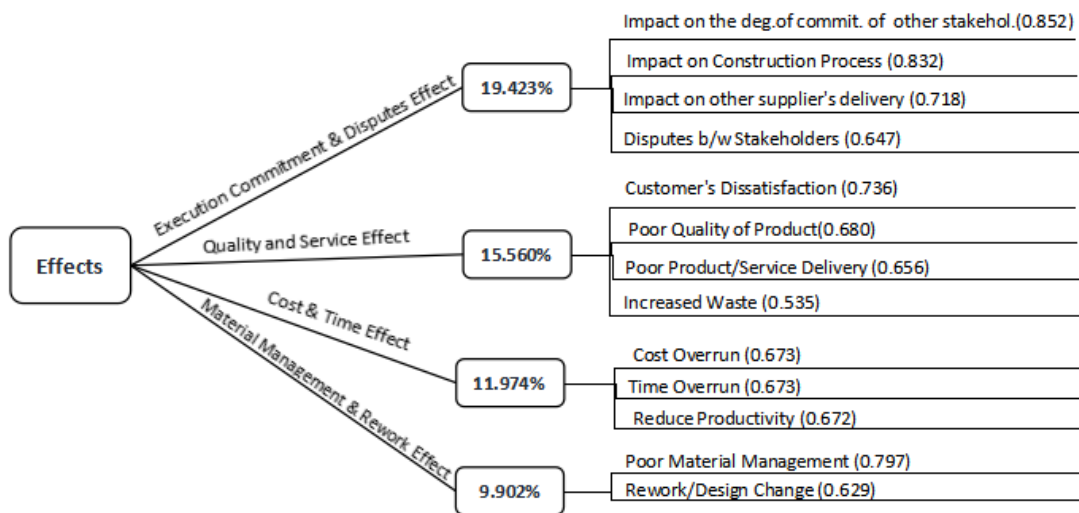 Impact on the deg.of commit. of other stakehol.(0.852)
Impact on Construction Process (0.832)
Impact on other supplier's delivery (0.718)
Disputes b/w Stakeholders (0.647)
Execution Commitment & Disputes Effect
19.423%
Customer's Dissatisfaction (0.736)
Poor Quality of Product(0.680)
Poor Product/Service Delivery (0.656)
Increased Waste (0.535)
Quality and Service Effect
15.560%
Effects
Cost & Time Effect
11.974%
Cost Overrun (0.673)
Time Overrun (0.673)
Reduce Productivity (0.672)
Material Management & Rework Effect
9.902%
Poor Material Management (0.797)
Rework/Design Change (0.629)